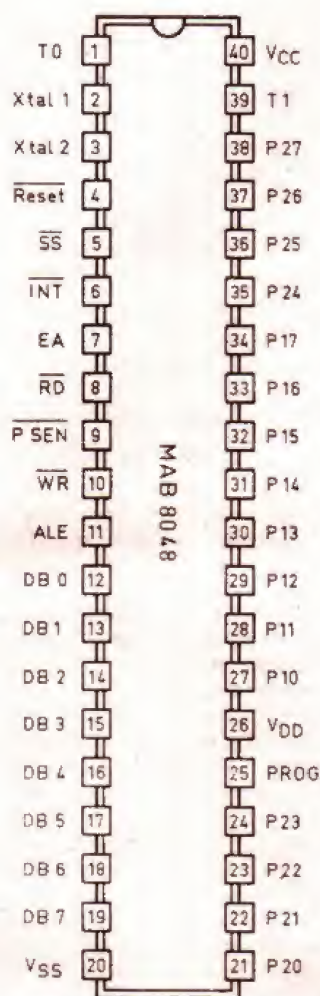 T0 1 40 VCC
Xtal 1 2 39 T1
Xtal 2 3 38 P27
Reset 4 37 P26
SS 5 36 P25
INT 6 35 P24
EA 7 34 P17
RD 8 33 P16
P SEN 9 32 P15
WR 10 31 P14
ALE 11 30 P13
DB 0 12 29 P12
DB 1 13 28 P11
DB 2 14 27 P10
DB 3 15 26 VDD
DB 4 16 25 PROG
DB 5 17 24 P23
DB 6 18 23 P22
DB 7 19 22 P21
VSS 20 21 P20
MAB 8048